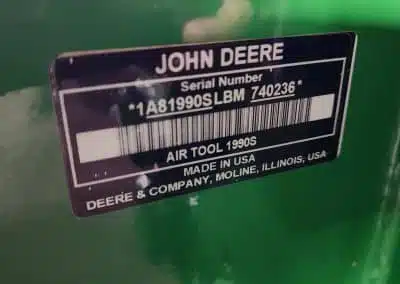 JOHN DEERE
Serial Number
*1A81990SLBM 740236*
AIR TOOL 1990S
MADE IN USA
DEERE & COMPANY, MOLINE, ILLINOIS, USA